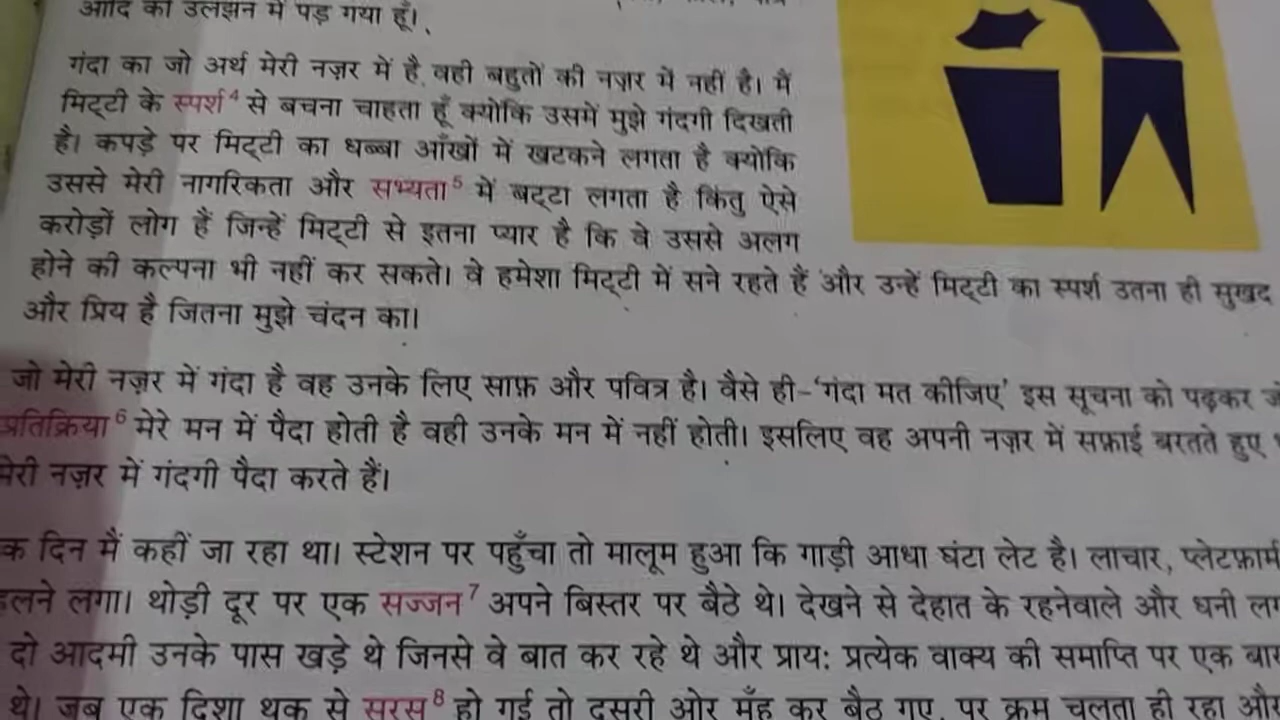 आदि की उलझन में पड़ गया हूँ।
गंदा का जो अर्थ मेरी नज़र में है, वही बहुतों की नज़र में नहीं है। मैं
मिट्टी के स्पर्श⁴ से बचना चाहता हूँ क्योंकि उसमें मुझे गंदगी दिखती
है। कपड़े पर मिट्टी का धब्बा आँखों में खटकने लगता है क्योंकि
उससे मेरी नागरिकता और सभ्यता⁵ में बट्टा लगता है किंतु ऐसे
करोड़ों लोग हैं जिन्हें मिट्टी से इतना प्यार है कि वे उससे अलग
होने की कल्पना भी नहीं कर सकते। वे हमेशा मिट्टी में सने रहते हैं और उन्हें मिट्टी का स्पर्श उतना ही सुखद
और प्रिय है जितना मुझे चंदन का।
जो मेरी नज़र में गंदा है वह उनके लिए साफ़ और पवित्र है। वैसे ही-‘गंदा मत कीजिए’ इस सूचना को पढ़कर
प्रतिक्रिया⁶ मेरे मन में पैदा होती है वही उनके मन में नहीं होती। इसलिए वह अपनी नज़र में सफ़ाई बरतते हुए
मेरी नज़र में गंदगी पैदा करते हैं।
क दिन मैं कहीं जा रहा था। स्टेशन पर पहुँचा तो मालूम हुआ कि गाड़ी आधा घंटा लेट है। लाचार, प्लेटफ़ार्म
हलने लगा। थोड़ी दूर पर एक सज्जन⁷ अपने बिस्तर पर बैठे थे। देखने से देहात के रहनेवाले और धनी
दो आदमी उनके पास खड़े थे जिनसे वे बात कर रहे थे और प्रायः प्रत्येक वाक्य की समाप्ति पर एक बार
थे। जब एक दिशा थूक से सरस⁸ हो गई तो दूसरी ओर मुँह कर बैठ गए, पर क्रम चलता ही रहा और